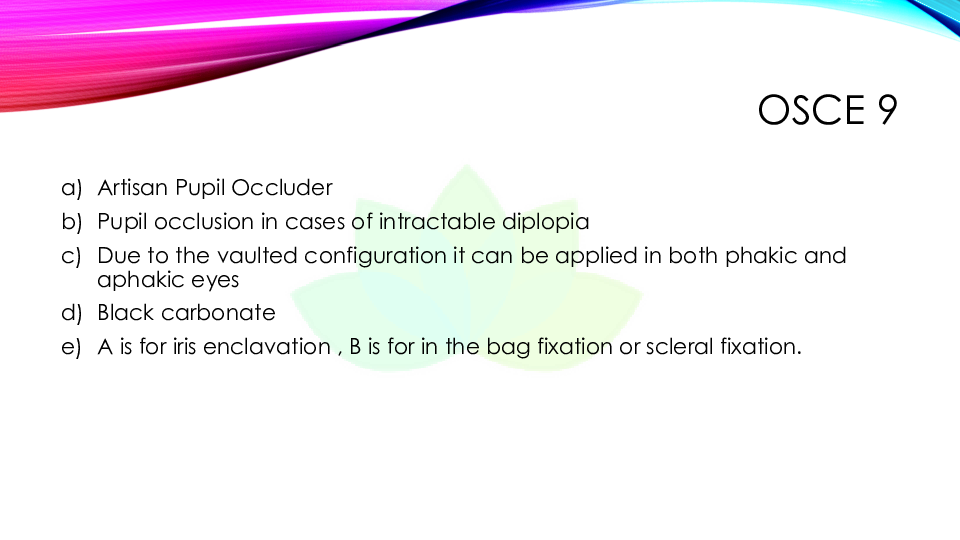 OSCE 9
a) Artisan Pupil Occluder
b) Pupil occlusion in cases of intractable diplopia
c) Due to the vaulted configuration it can be applied in both phakic and
aphakic eyes
d) Black carbonate
e) A is for iris enclavation , B is for in the bag fixation or scleral fixation.